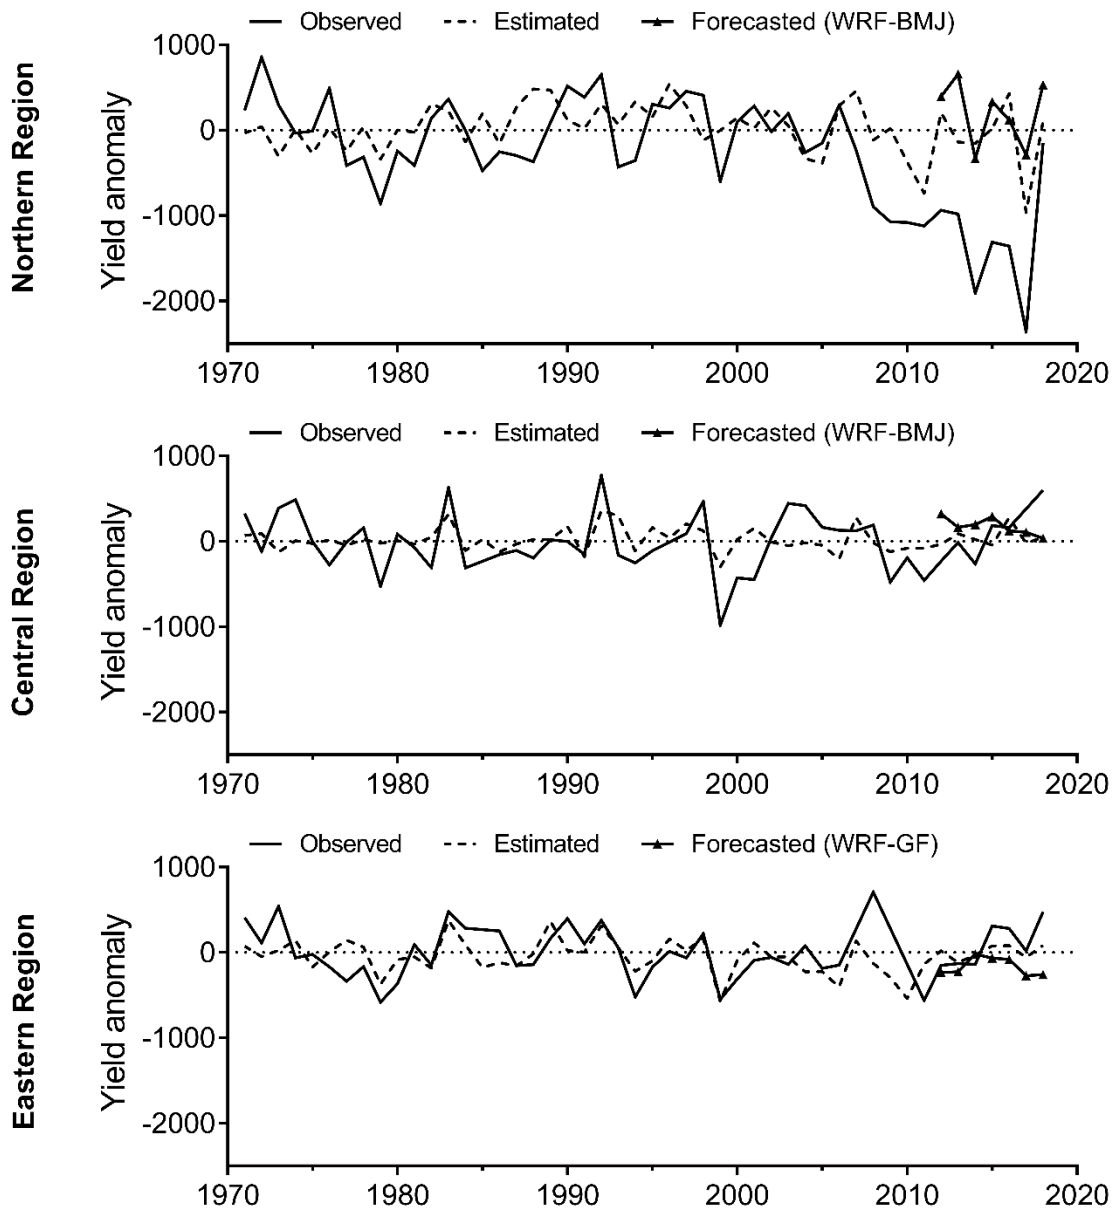 Observed Estimated Forecasted (WRF-BMJ)
Northern Region
Yield anomaly
1000
0
-1000
-2000
1970 1980 1990 2000 2010 2020
Observed Estimated Forecasted (WRF-BMJ)
Central Region
Yield anomaly
1000
0
-1000
-2000
1970 1980 1990 2000 2010 2020
Observed Estimated Forecasted (WRF-GF)
Eastern Region
Yield anomaly
1000
0
-1000
-2000
1970 1980 1990 2000 2010 2020